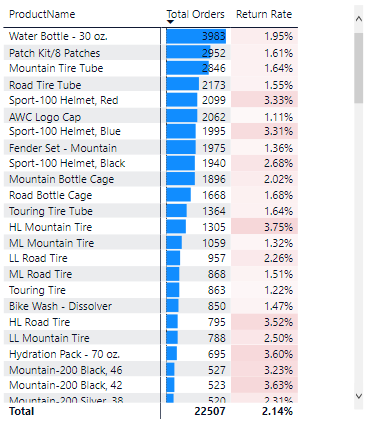 ProductName Total Orders Return Rate
Water Bottle - 30 oz. 3983 1.95%
Patch Kit/8 Patches 2952 1.61%
Mountain Tire Tube 2846 1.64%
Road Tire Tube 2173 1.55%
Sport-100 Helmet, Red 2099 3.33%
AWC Logo Cap 2062 1.11%
Sport-100 Helmet, Blue 1995 3.31%
Fender Set - Mountain 1975 1.36%
Sport-100 Helmet, Black 1940 2.68%
Mountain Bottle Cage 1896 2.02%
Road Bottle Cage 1668 1.68%
Touring Tire Tube 1364 1.64%
HL Mountain Tire 1305 3.75%
ML Mountain Tire 1059 1.32%
LL Road Tire 957 2.26%
ML Road Tire 868 1.51%
Touring Tire 863 1.22%
Bike Wash - Dissolver 850 1.47%
HL Road Tire 795 3.52%
LL Mountain Tire 788 2.50%
Hydration Pack - 70 oz. 695 3.60%
Mountain-200 Black, 46 527 3.23%
Mountain-200 Black, 42 523 3.63%
Mountain-200 Silver, 38 520 2.31%
Total 22507 2.14%